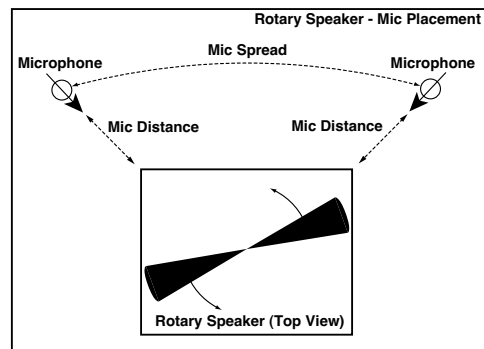 Rotary Speaker - Mic Placement
Mic Spread
Microphone
Microphone
Mic Distance
Mic Distance
Rotary Speaker (Top View)